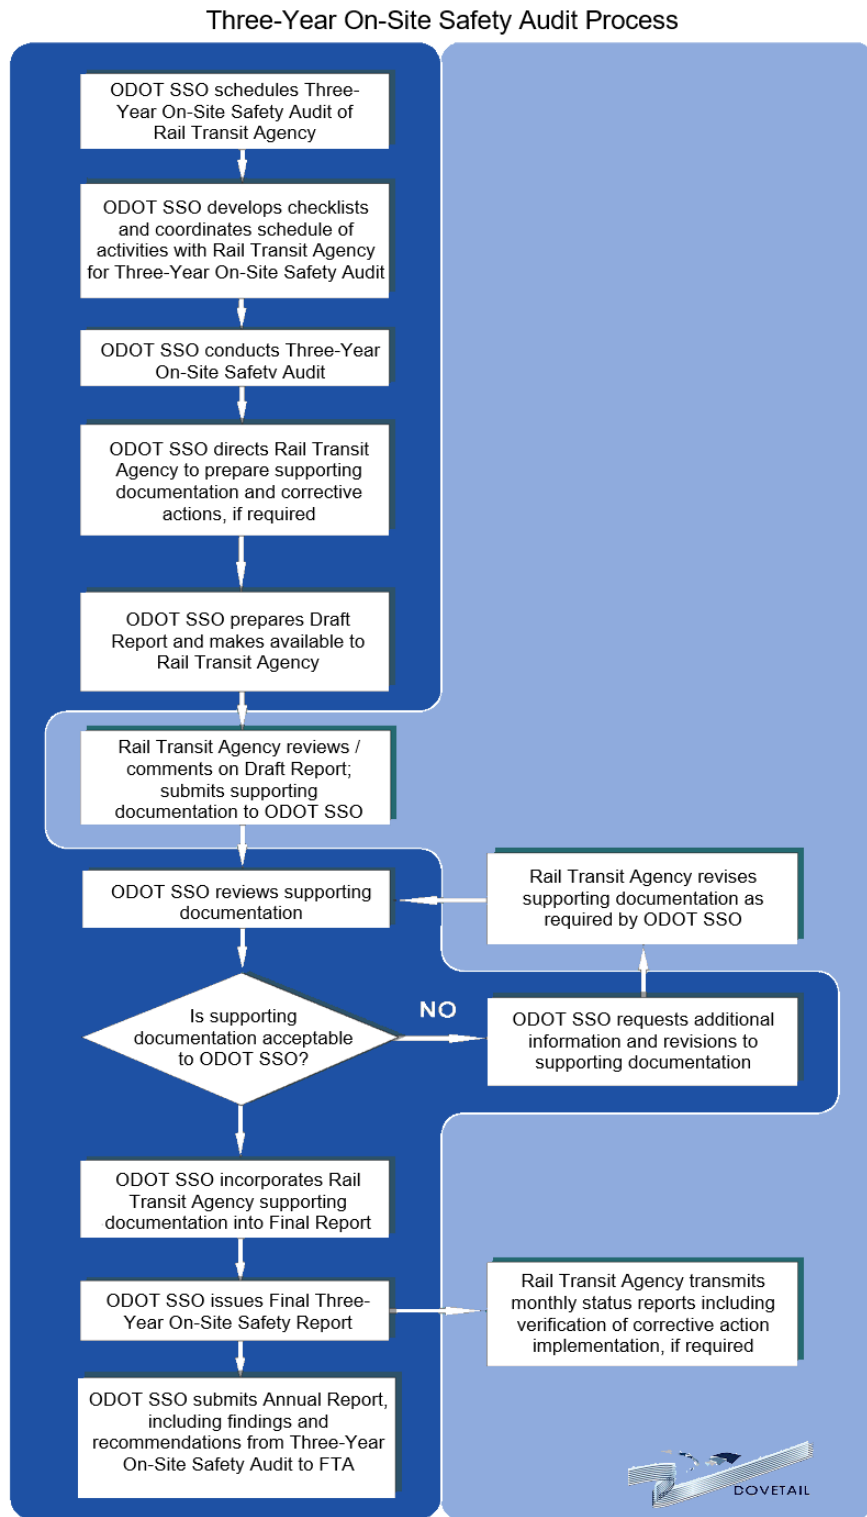 Three-Year On-Site Safety Audit Process
ODOT SSO schedules Three-
Year On-Site Safety Audit of
Rail Transit Agency
ODOT SSO develops checklists
and coordinates schedule of
activities with Rail Transit Agency
for Three-Year On-Site Safety Audit
ODOT SSO conducts Three-Year
On-Site Safety Audit
ODOT SSO directs Rail Transit
Agency to prepare supporting
documentation and corrective
actions, if required
ODOT SSO prepares Draft
Report and makes available to
Rail Transit Agency
Rail Transit Agency reviews /
comments on Draft Report;
submits supporting
documentation to ODOT SSO
ODOT SSO reviews supporting
documentation
Rail Transit Agency revises
supporting documentation as
required by ODOT SSO
Is supporting
documentation acceptable
to ODOT SSO?
NO
ODOT SSO requests additional
information and revisions to
supporting documentation
ODOT SSO incorporates Rail
Transit Agency supporting
documentation into Final Report
ODOT SSO issues Final Three-
Year On-Site Safety Report
Rail Transit Agency transmits
monthly status reports including
verification of corrective action
implementation, if required
ODOT SSO submits Annual Report,
including findings and
recommendations from Three-Year
On-Site Safety Audit to FTA
DOVETAIL